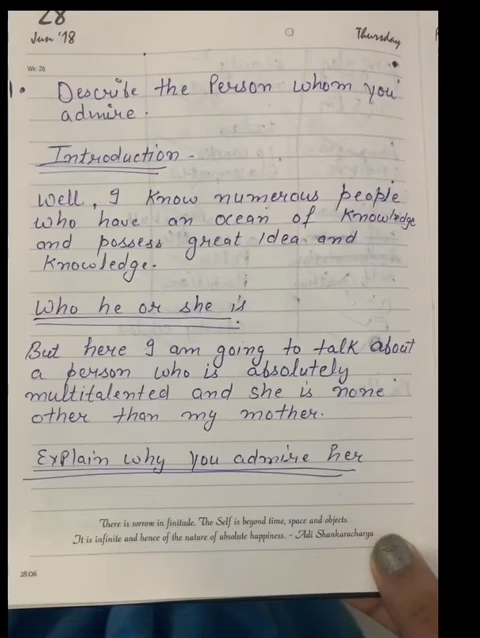 28
Jun '18
Thursday
Wk 26
1. Describe the Person whom you
admire.
Introduction -
Well, I know numerous people
who have an ocean of knowledge
and possess great idea and
knowledge.
Who he or she is
But here I am going to talk about
a person who is absolutely
multitalented and she is none
other than my mother.
Explain why you admire her
There is sorrow in finitude. The Self is beyond time, space and objects.
It is infinite and hence of the nature of absolute happiness. - Adi Shankaracharya